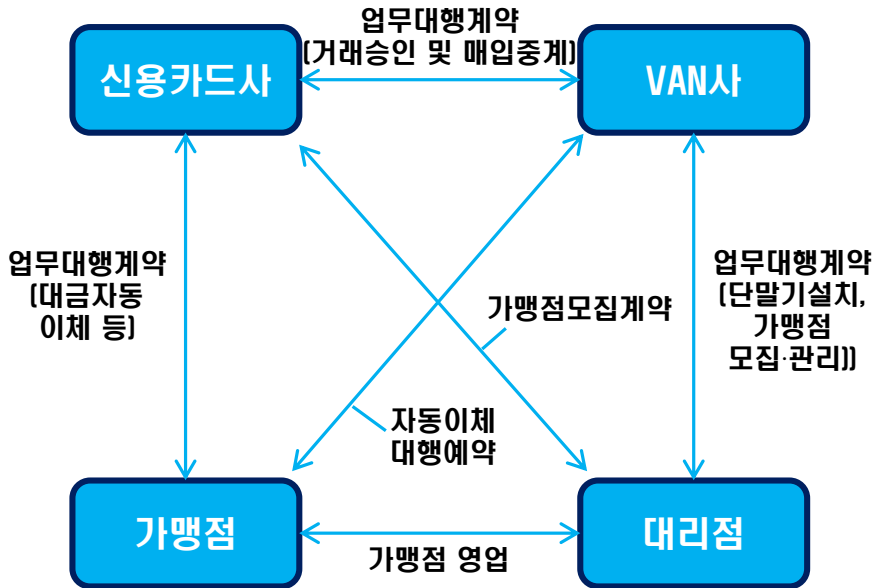 업무대행계약
(거래승인 및 매입중계)
신용카드사
VAN사
업무대행계약
(대금자동
이체 등)
가맹점모집계약
업무대행계약
(단말기설치,
가맹점
모집·관리))
자동이체
대행예약
가맹점
가맹점 영업
대리점